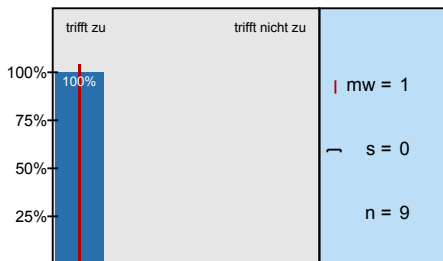 trifft zu trifft nicht zu
100%
100%
75%
50%
25%
mw = 1
s = 0
n = 9